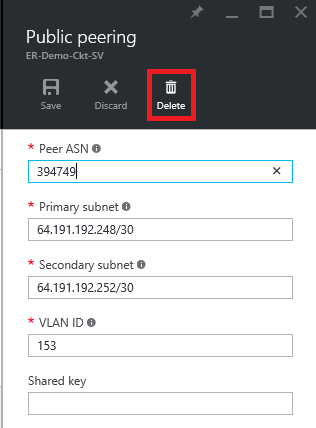 Public peering
ER-Demo-Ckt-SV
Save Discard Delete
* Peer ASN
394749
* Primary subnet
64.191.192.248/30
* Secondary subnet
64.191.192.252/30
* VLAN ID
153
Shared key